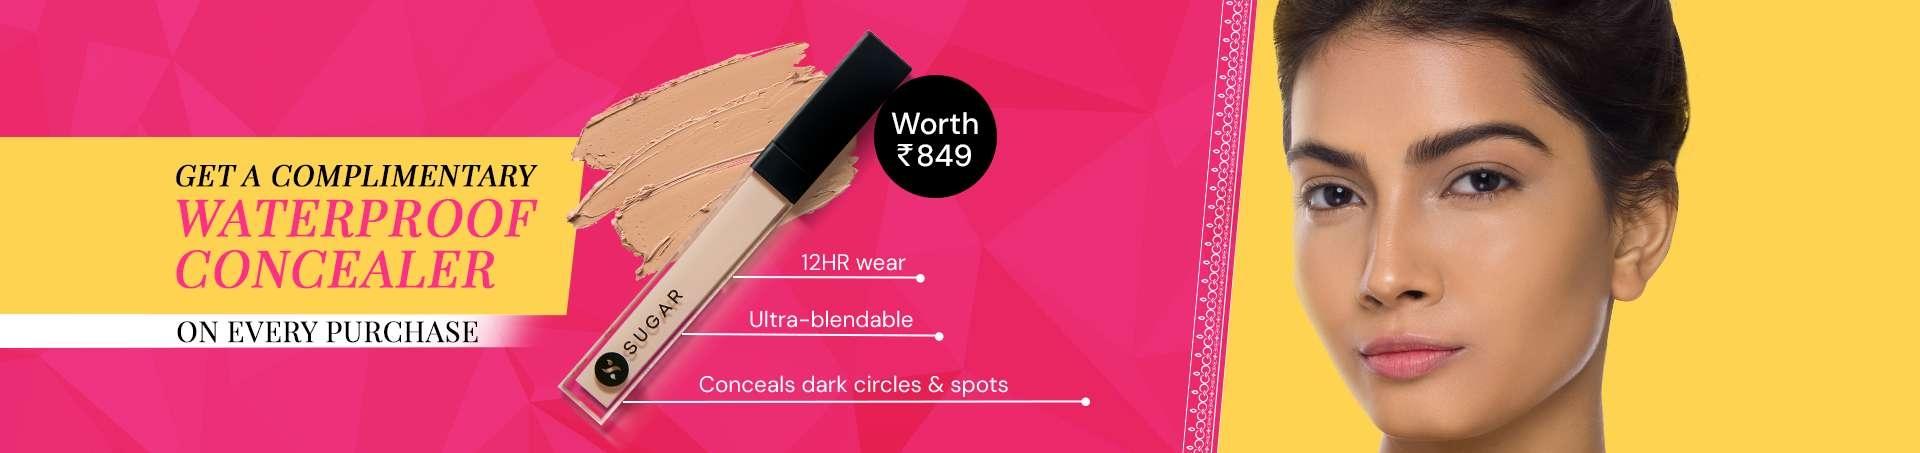 GET A COMPLIMENTARY
WATERPROOF
CONCEALER
ON EVERY PURCHASE
SUGAR
Worth
₹849
12HR wear
Ultra-blendable
Conceals dark circles & spots